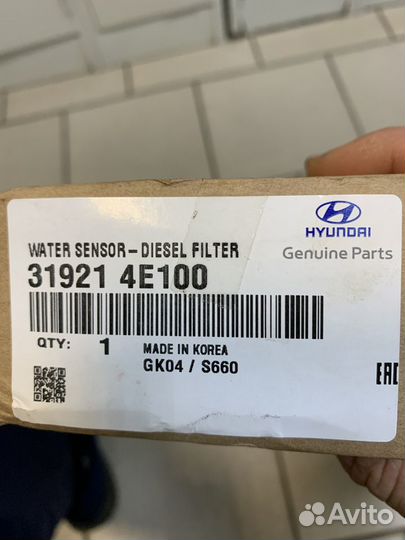 HYUNDAI
WATER SENSOR-DIESEL FILTER
Genuine Parts
31921 4E100
QTY: 1 MADE IN KOREA
GK04 / S660
EAC
Avito